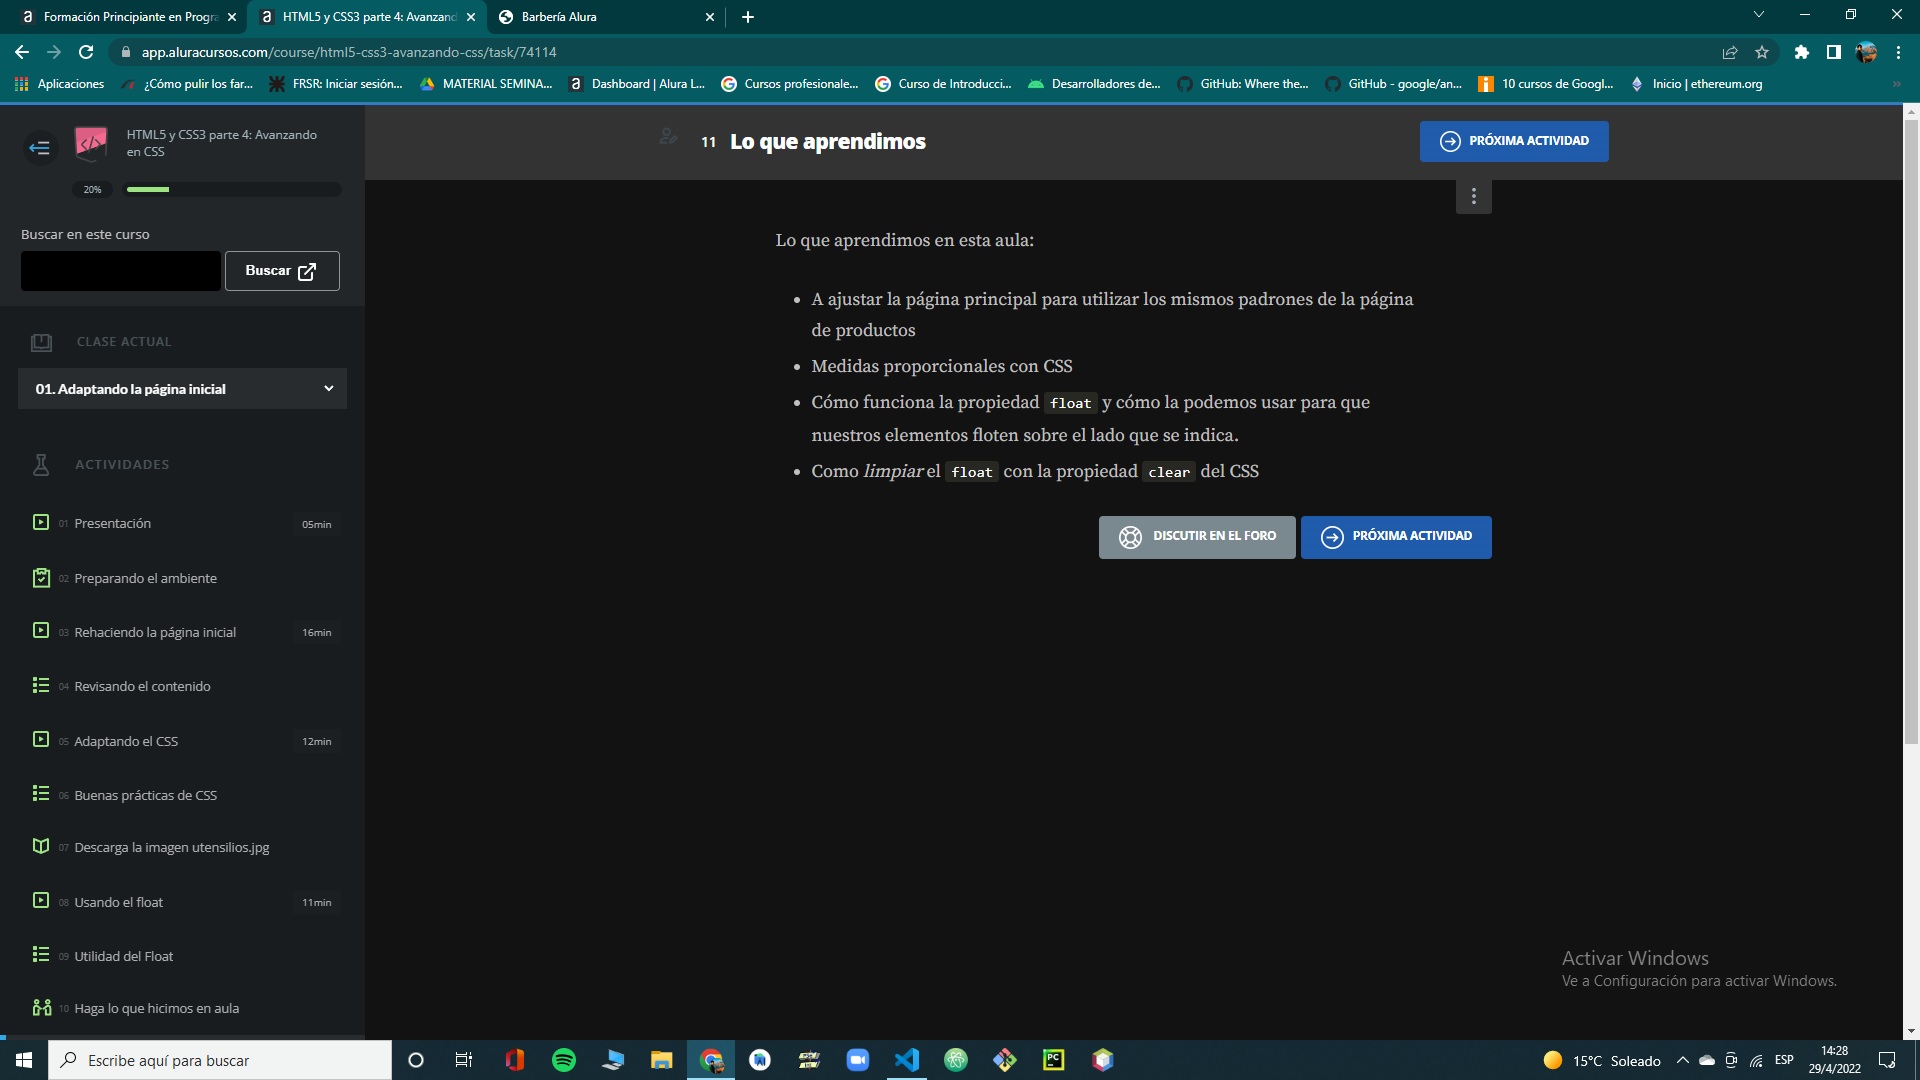 Formación Principiante en Progra
HTML5 y CSS3 parte 4: Avanzand
Barbería Alura
app.aluracursos.com/course/html5-css3-avanzando-css/task/74114
Aplicaciones
¿Cómo pulir los far...
FRSR: Iniciar sesión...
MATERIAL SEMINA...
Dashboard | Alura L...
Cursos profesionale...
Curso de Introducci...
Desarrolladores de...
GitHub: Where the...
GitHub - google/an...
10 cursos de Googl...
Inicio | ethereum.org
HTML5 y CSS3 parte 4: Avanzando
en CSS
20%
Buscar en este curso
Buscar
CLASE ACTUAL
01. Adaptando la página inicial
ACTIVIDADES
01 Presentación 05min
02 Preparando el ambiente
03 Rehaciendo la página inicial 16min
04 Revisando el contenido
05 Adaptando el CSS 12min
06 Buenas prácticas de CSS
07 Descarga la imagen utensilios.jpg
08 Usando el float 11min
09 Utilidad del Float
10 Haga lo que hicimos en aula
11 Lo que aprendimos
PRÓXIMA ACTIVIDAD
Lo que aprendimos en esta aula:
• A ajustar la página principal para utilizar los mismos padrones de la página
de productos
• Medidas proporcionales con CSS
• Cómo funciona la propiedad float y cómo la podemos usar para que
nuestros elementos floten sobre el lado que se indica.
• Como limpiar el float con la propiedad clear del CSS
DISCUTIR EN EL FORO
PRÓXIMA ACTIVIDAD
Activar Windows
Ve a Configuración para activar Windows.
Escribe aquí para buscar
PC
15°C Soleado
ESP
14:28
29/4/2022